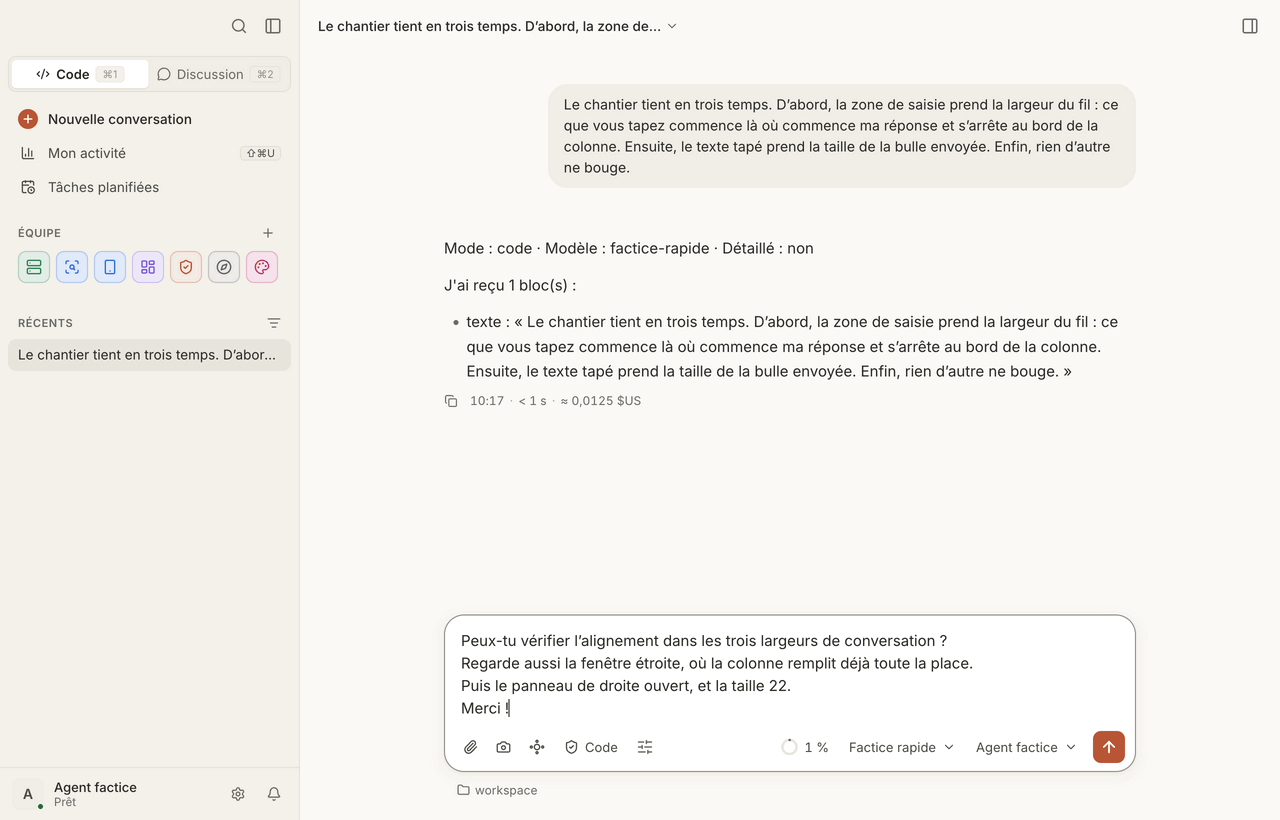 Le chantier tient en trois temps. D’abord, la zone de...
Code ⌘1
Discussion ⌘2
Nouvelle conversation
Mon activité ⇧⌘U
Tâches planifiées
ÉQUIPE
RÉCENTS
Le chantier tient en trois temps. D’abor...
Agent factice
Prêt
A
Le chantier tient en trois temps. D’abord, la zone de saisie prend la largeur du fil : ce
que vous tapez commence là où commence ma réponse et s’arrête au bord de la
colonne. Ensuite, le texte tapé prend la taille de la bulle envoyée. Enfin, rien d’autre
ne bouge.
Mode : code · Modèle : factice-rapide · Détaillé : non
J'ai reçu 1 bloc(s) :
• texte : « Le chantier tient en trois temps. D’abord, la zone de saisie prend la largeur du fil : ce
que vous tapez commence là où commence ma réponse et s’arrête au bord de la colonne.
Ensuite, le texte tapé prend la taille de la bulle envoyée. Enfin, rien d’autre ne bouge. »
10:17 · < 1 s · ≈ 0,0125 $US
Peux-tu vérifier l’alignement dans les trois largeurs de conversation ?
Regarde aussi la fenêtre étroite, où la colonne remplit déjà toute la place.
Puis le panneau de droite ouvert, et la taille 22.
Merci !
Code
1 %
Factice rapide
Agent factice
workspace